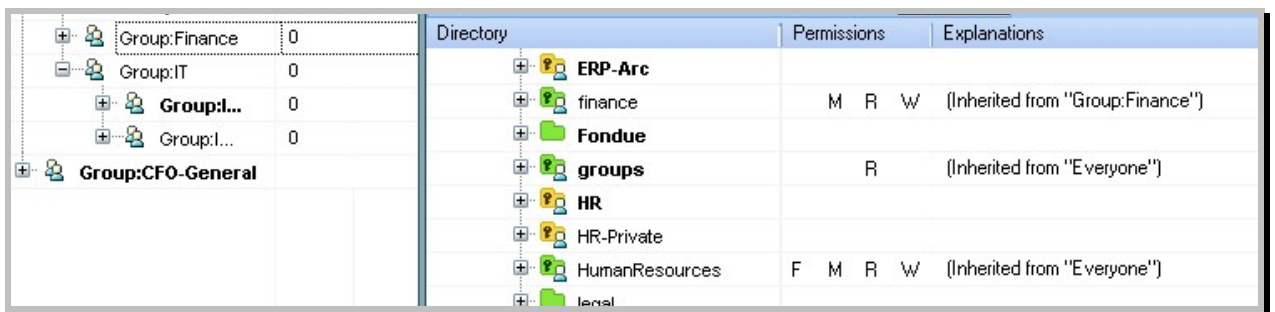 Group:Finance 0
Group:IT 0
Group:I... 0
Group:I... 0
Group:CFO-General
Directory Permissions Explanations
ERP-Arc
finance M R W (Inherited from "Group:Finance")
Fondue
groups R (Inherited from "Everyone")
HR
HR-Private
HumanResources F M R W (Inherited from "Everyone")
legal